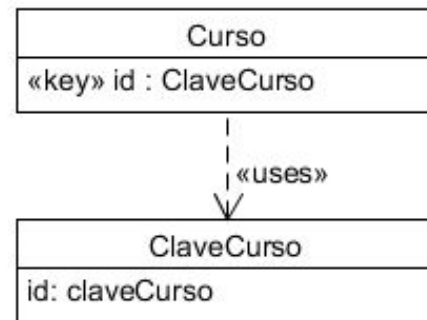 Curso
«key» id : ClaveCurso
«uses»
ClaveCurso
id: claveCurso